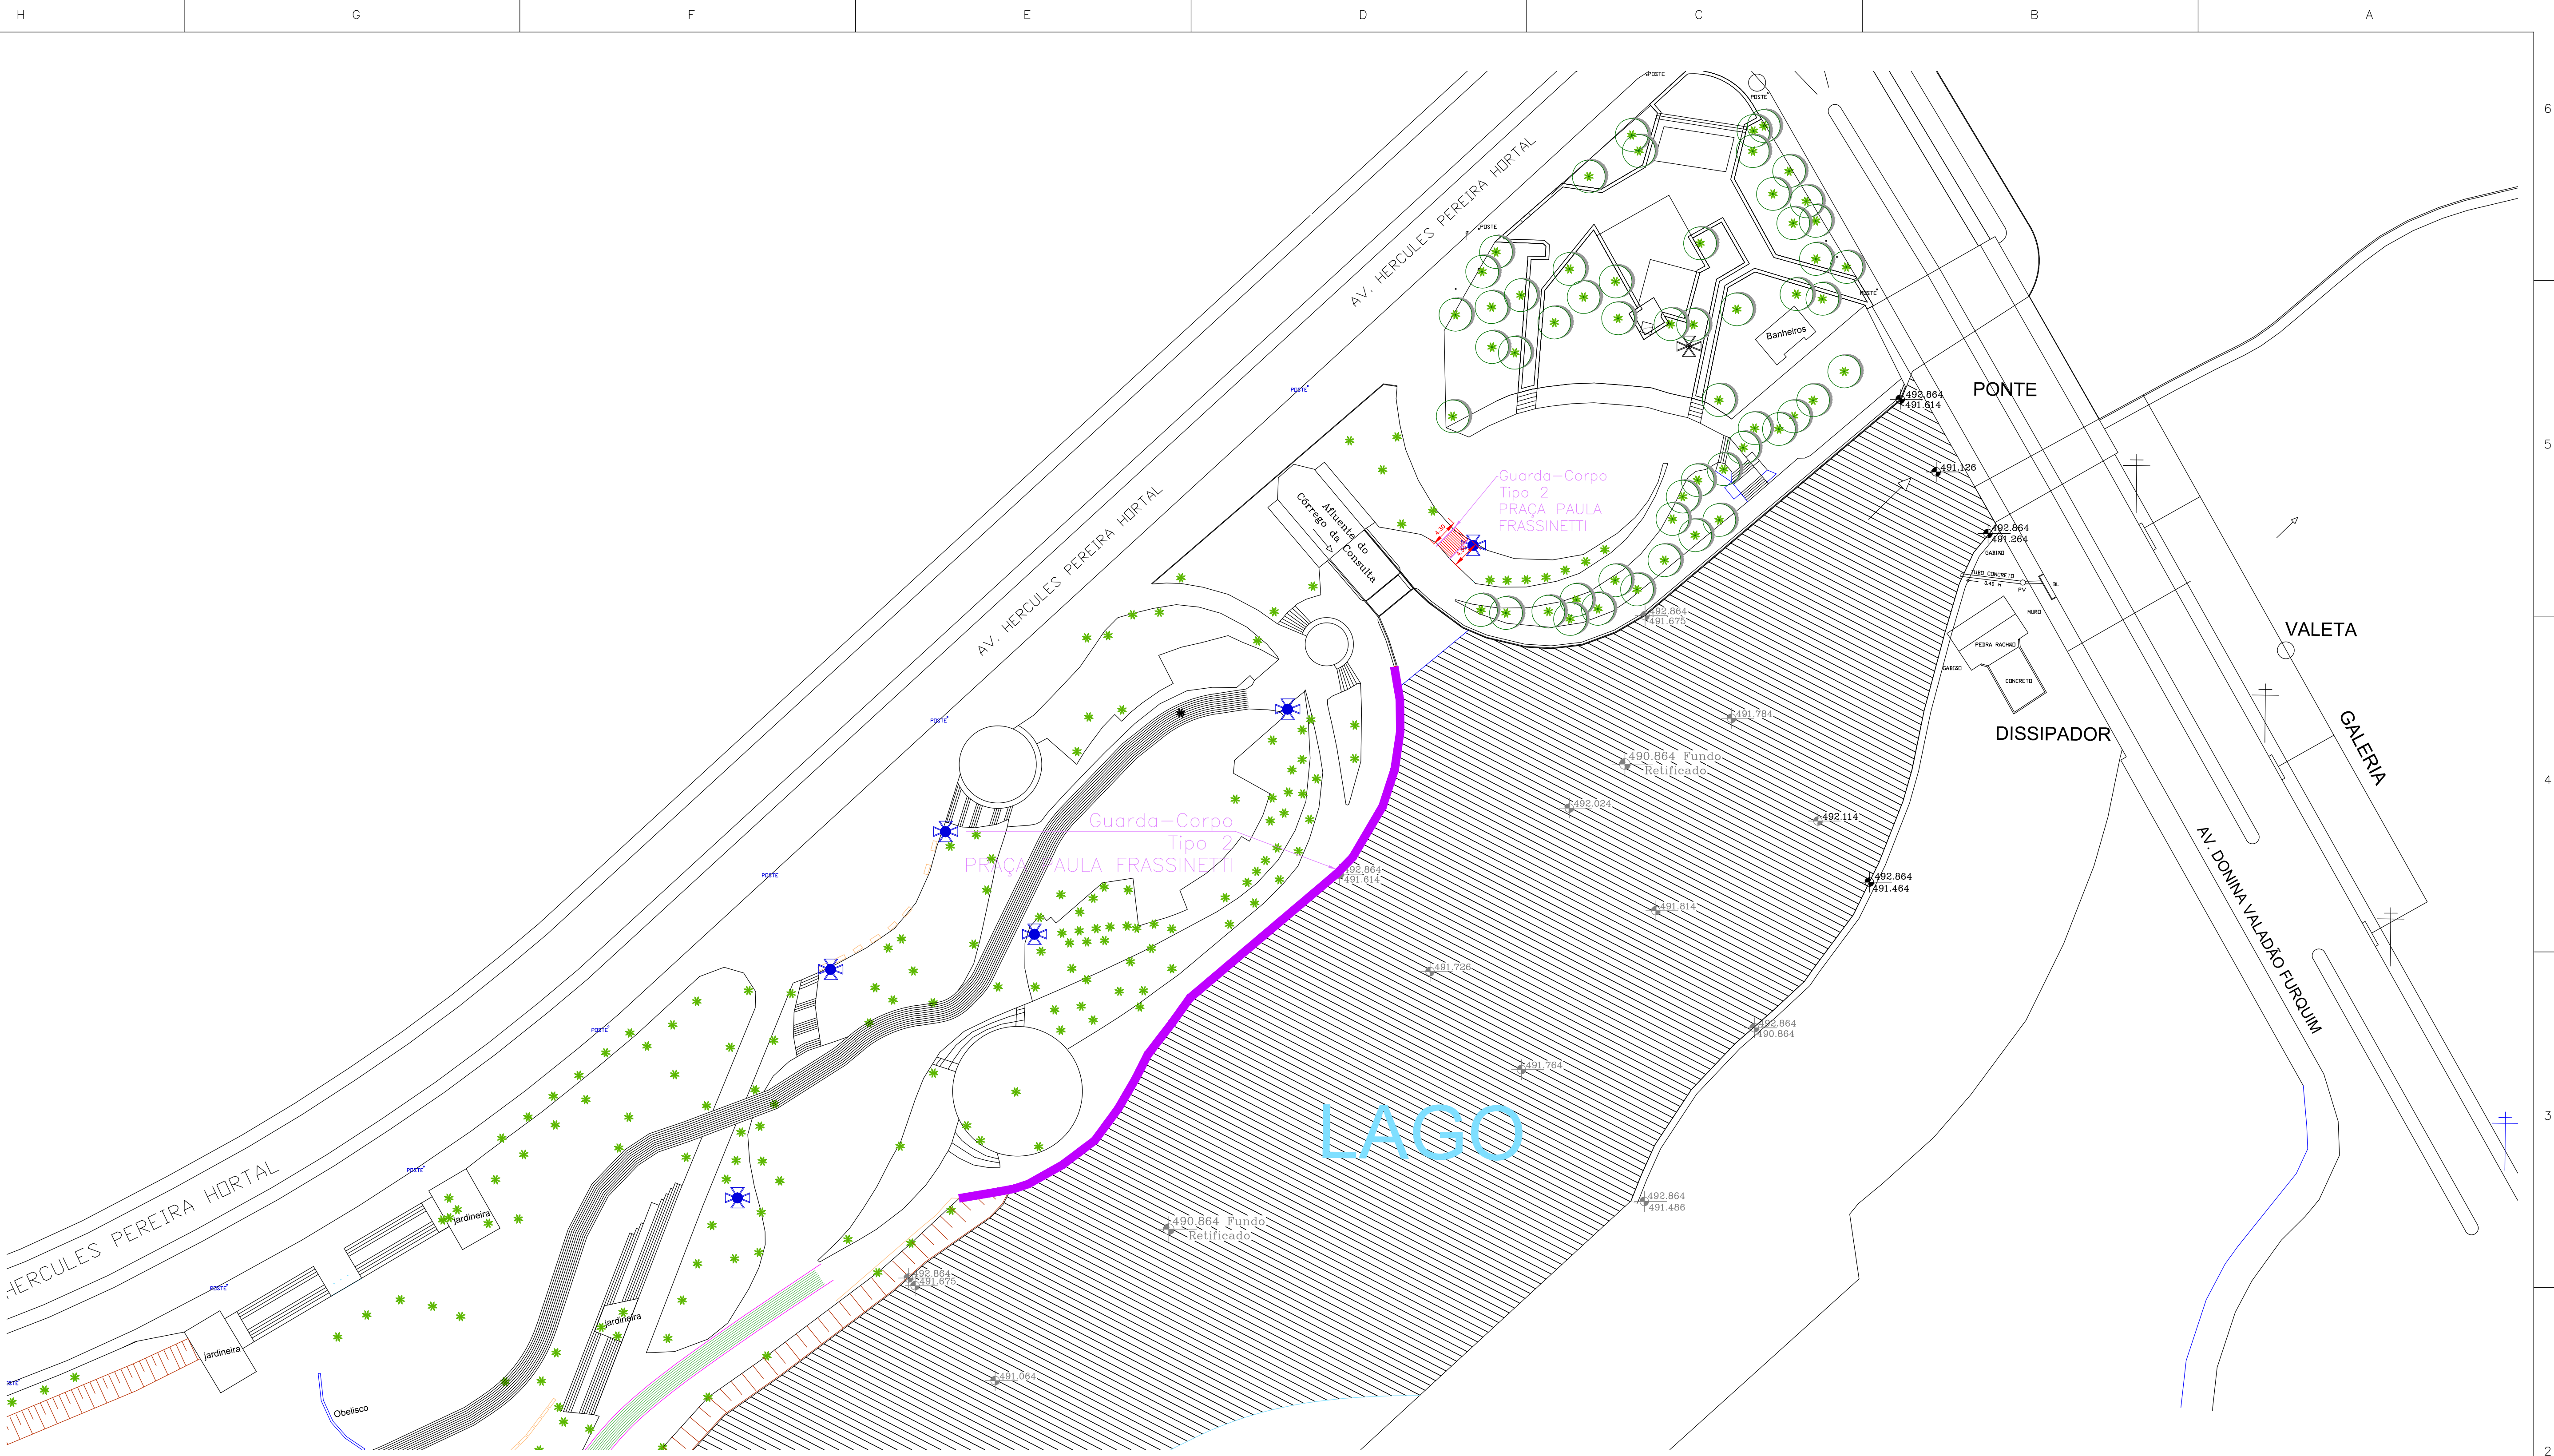 H G F E D C B A
6
5
4
3
2
POSTE
POSTE
POSTE
POSTE
POSTE
POSTE
POSTE
POSTE
POSTE
POSTE
AV. HERCULES PEREIRA HORTAL
AV. HERCULES PEREIRA HORTAL
HERCULES PEREIRA HORTAL
Banheiros
PONTE
492.864
491.614
491.126
492.864
491.264
GABIAO
TUBO CONCRETO
0.40 m
PV
BL
MURO
PEDRA RACHAO
GABIAO
CONCRETO
DISSIPADOR
VALETA
GALERIA
AV. DONINA VALADÃO FURQUIM
Guarda-Corpo
Tipo 2
PRAÇA PAULA
FRASSINETTI
4.30
Afluente do
Córrego da Consulta
492.864
491.675
491.784
490.864 Fundo
Retificado
492.024
492.114
Guarda-Corpo
Tipo 2
PRAÇA PAULA FRASSINETTI
492.864
491.614
492.864
491.464
491.814
491.726
492.864
490.864
491.764
LAGO
492.864
491.486
490.864 Fundo
Retificado
492.864
491.675
491.064
jardineira
jardineira
jardineira
Obelisco